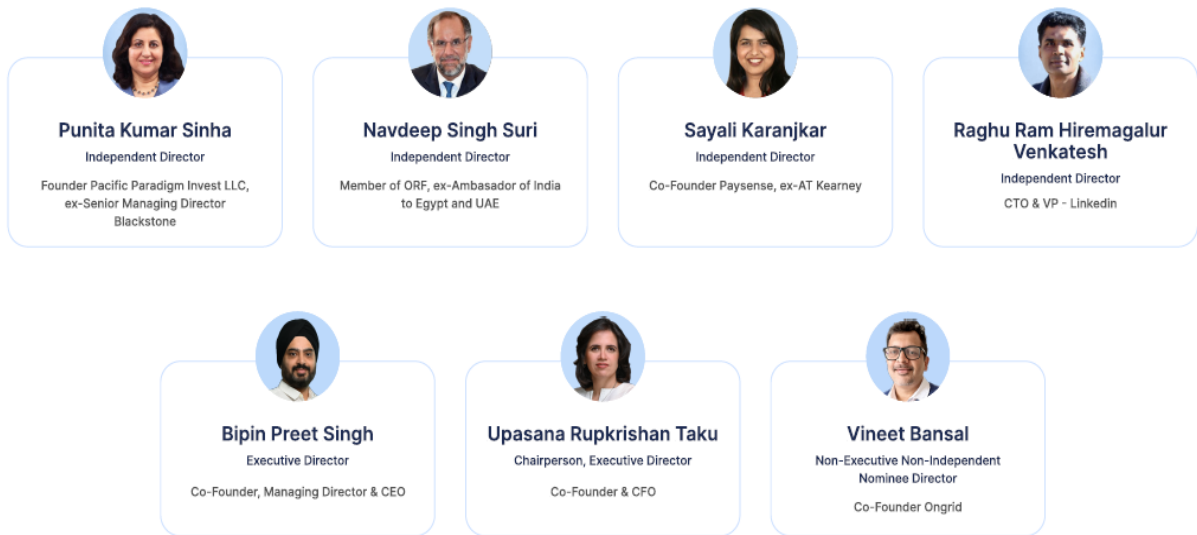 Punita Kumar Sinha
Independent Director
Founder Pacific Paradigm Invest LLC,
ex-Senior Managing Director
Blackstone
Navdeep Singh Suri
Independent Director
Member of ORF, ex-Ambasador of India
to Egypt and UAE
Sayali Karanjkar
Independent Director
Co-Founder Paysense, ex-AT Kearney
Raghu Ram Hiremagalur
Venkatesh
Independent Director
CTO & VP - Linkedin
Bipin Preet Singh
Executive Director
Co-Founder, Managing Director & CEO
Upasana Rupkrishan Taku
Chairperson, Executive Director
Co-Founder & CFO
Vineet Bansal
Non-Executive Non-Independent
Nominee Director
Co-Founder Ongrid